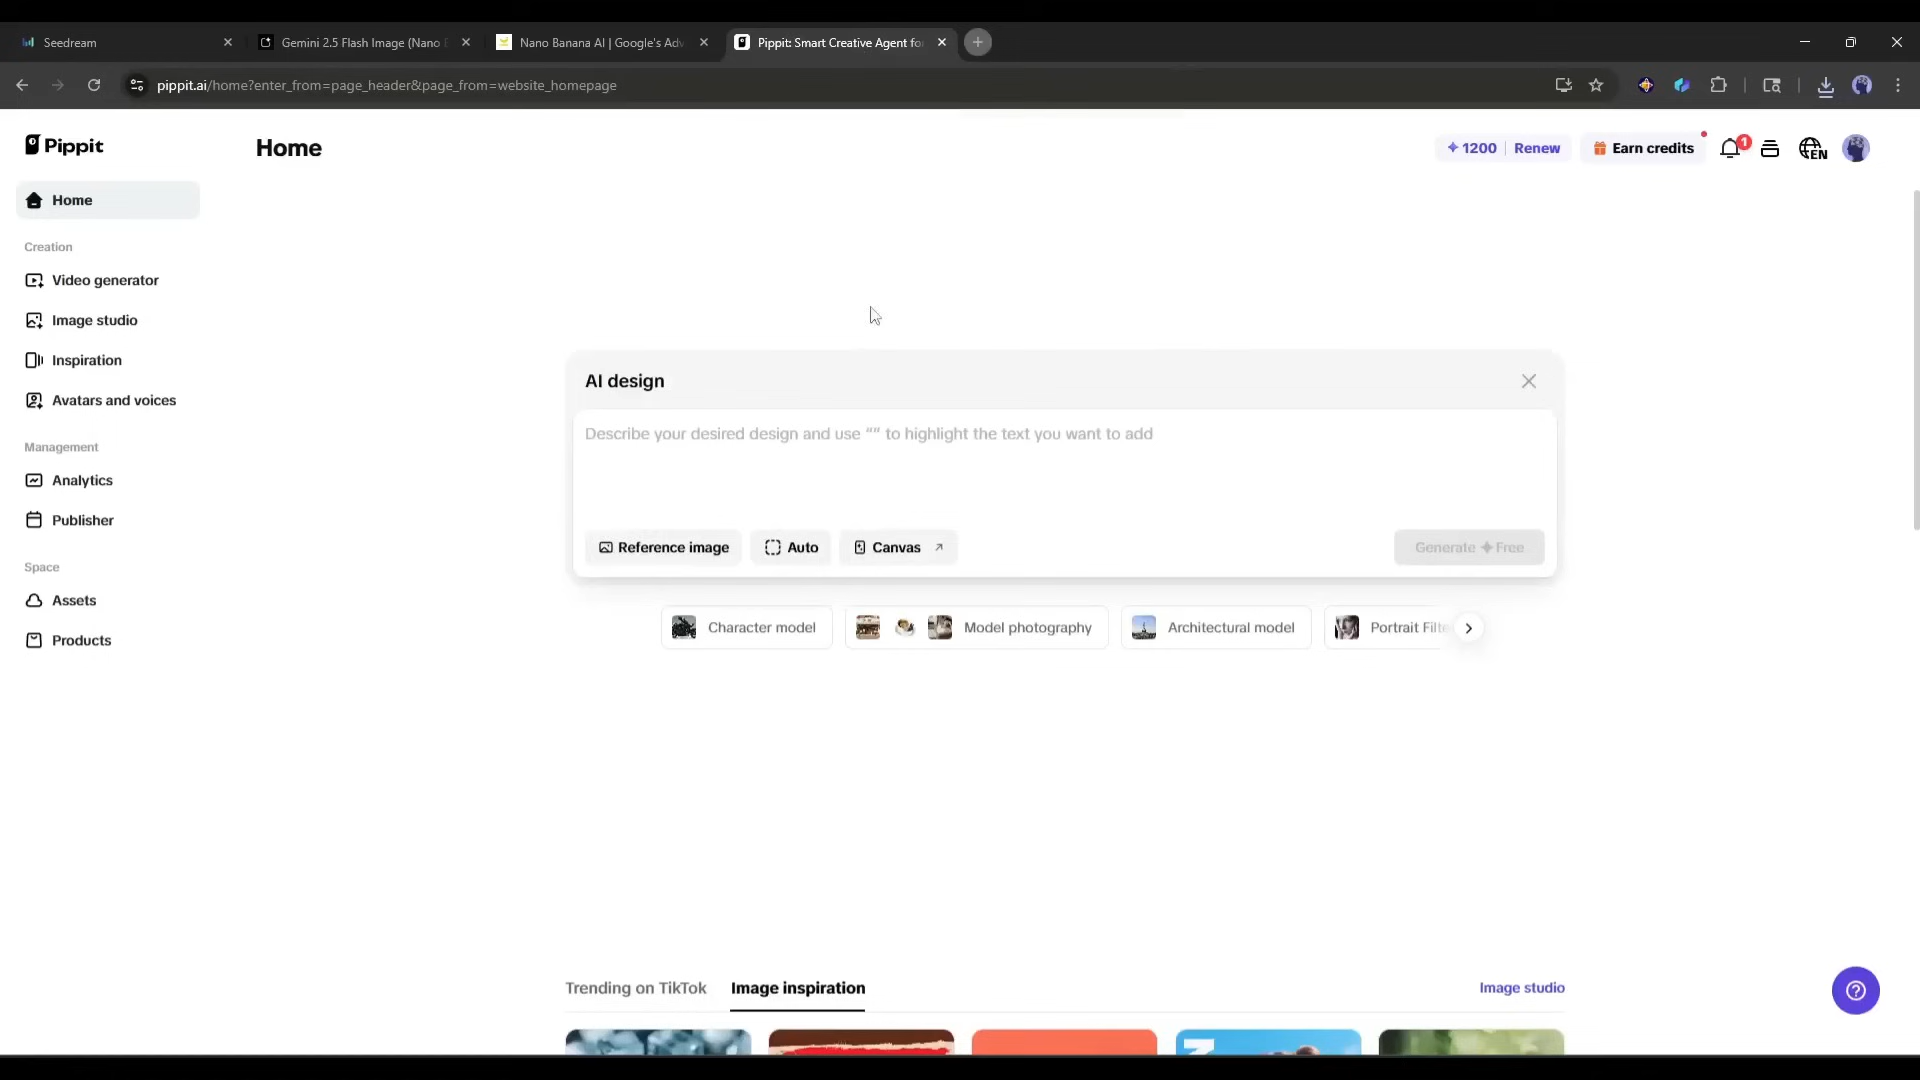 Seedream
Gemini 2.5 Flash Image (Nano
Nano Banana AI | Google's Adv
Pippit: Smart Creative Agent fo
pippit.ai/home?enter_from=page_header&page_from=website_homepage
Pippit
Home
1200 Renew
Earn credits
1
EN
Home
Creation
Video generator
Image studio
Inspiration
Avatars and voices
Management
Analytics
Publisher
Space
Assets
Products
AI design
Describe your desired design and use “” to highlight the text you want to add
Reference image
Auto
Canvas
Generate Free
Character model
Model photography
Architectural model
Portrait Filte
Trending on TikTok
Image inspiration
Image studio